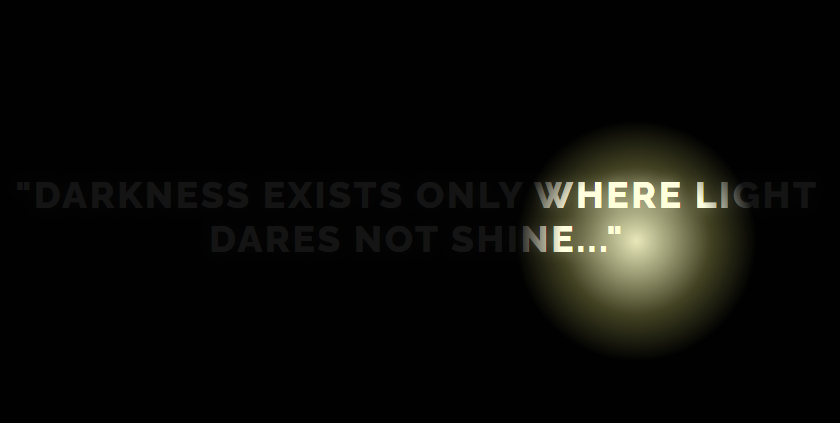 "DARKNESS EXISTS ONLY WHERE LIGHT
DARES NOT SHINE..."